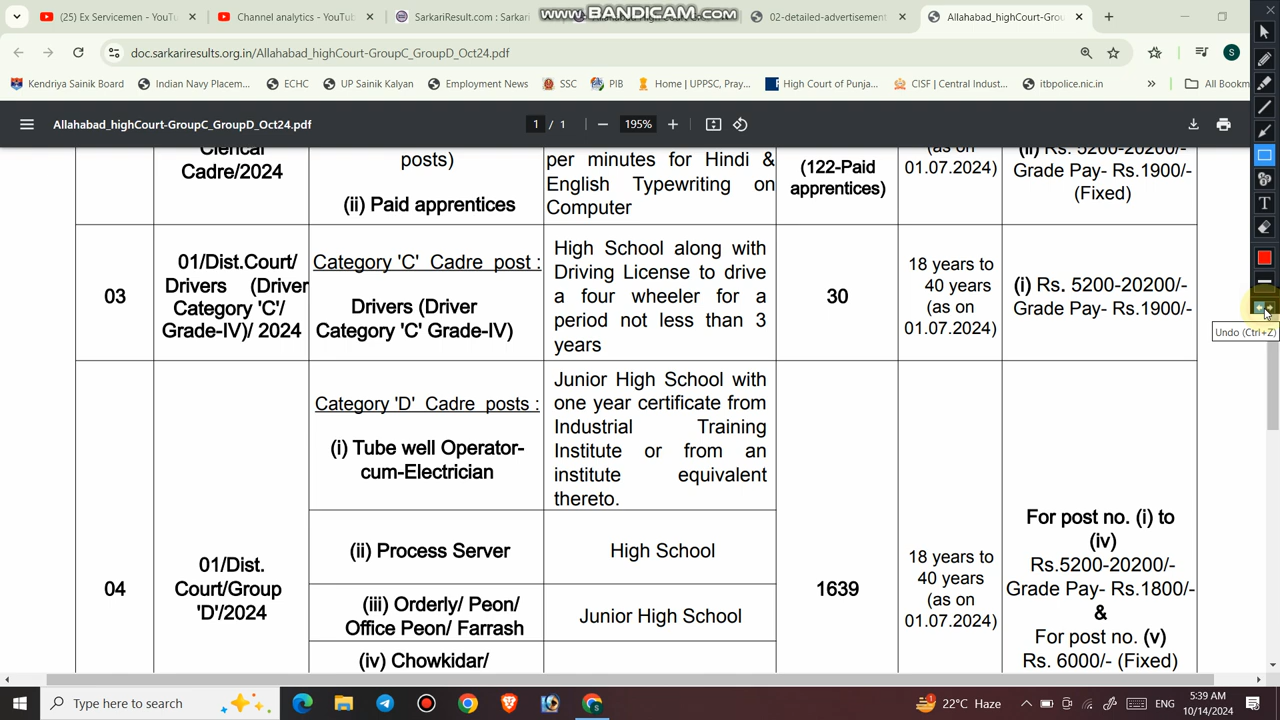 (25) Ex Servicemen - YouT
Channel analytics - YouTub
SarkariResult.com : Sarkari
www.BANDICAM.com
02-detailed-advertisement
Allahabad_highCourt-Grou
doc.sarkariresults.org.in/Allahabad_highCourt-GroupC_GroupD_Oct24.pdf
S
Kendriya Sainik Board
Indian Navy Placem...
ECHC
UP Sainik Kalyan
Employment News
SSC
PIB
Home | UPPSC, Pray...
High Court of Punja...
CISF | Central Indust...
itbpolice.nic.in
All Bookm
Allahabad_highCourt-GroupC_GroupD_Oct24.pdf
1 / 1
195%
Clerical
Cadre/2024
posts)
(ii) Paid apprentices
per minutes for Hindi &
English Typewriting on
Computer
(122-Paid
apprentices)
(as on
01.07.2024)
(ii) Rs. 5200-20200/-
Grade Pay- Rs.1900/-
(Fixed)
03
01/Dist.Court/
Drivers (Driver
Category 'C'/
Grade-IV)/ 2024
Category 'C' Cadre post :
Drivers (Driver
Category 'C' Grade-IV)
High School along with
Driving License to drive
a four wheeler for a
period not less than 3
years
30
18 years to
40 years
(as on
01.07.2024)
(i) Rs. 5200-20200/-
Grade Pay- Rs.1900/-
Undo (Ctrl+Z)
04
01/Dist.
Court/Group
'D'/2024
Category 'D' Cadre posts :
(i) Tube well Operator-
cum-Electrician
Junior High School with
one year certificate from
Industrial Training
Institute or from an
institute equivalent
thereto.
(ii) Process Server
High School
(iii) Orderly/ Peon/
Office Peon/ Farrash
Junior High School
(iv) Chowkidar/
1639
18 years to
40 years
(as on
01.07.2024)
For post no. (i) to
(iv)
Rs.5200-20200/-
Grade Pay- Rs.1800/-
&
For post no. (v)
Rs. 6000/- (Fixed)
Type here to search
22°C Haze
ENG
5:39 AM
10/14/2024